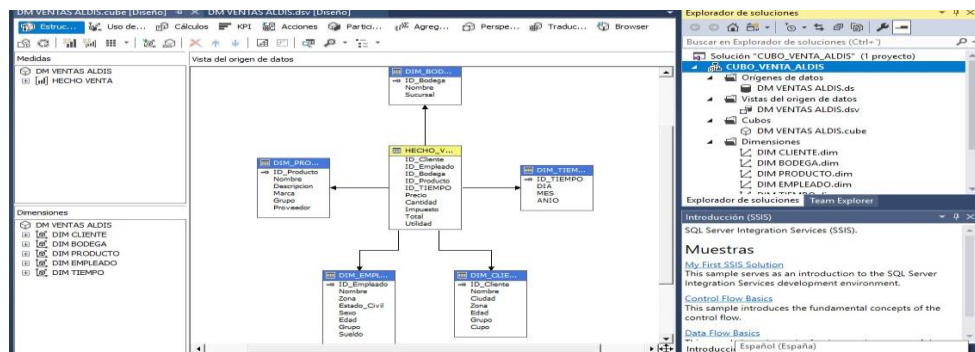 DM VENTAS ALDIS.cube [Diseño]
DM VENTAS ALDIS.dsv [Diseño]
Estruc...
Uso de...
Cálculos
KPI
Acciones
Partici...
Agreg...
Perspe...
Traduc...
Browser
Medidas
DM VENTAS ALDIS
HECHO VENTA
Dimensiones
DM VENTAS ALDIS
DIM CLIENTE
DIM BODEGA
DIM PRODUCTO
DIM EMPLEADO
DIM TIEMPO
Vista del origen de datos
DIM_BOD...
ID_Bodega
Nombre
Sucursal
HECHO_V...
ID_Cliente
ID_Empleado
ID_Bodega
ID_Producto
ID_TIEMPO
Precio
Cantidad
Impuesto
Total
Utilidad
DIM_PRO...
ID_Producto
Nombre
Descripcion
Marca
Grupo
Proveedor
DIM_TIEM...
ID_TIEMPO
DIA
MES
ANIO
DIM_EMPL...
ID_Empleado
Nombre
Zona
Estado_Civil
Sexo
Edad
Grupo
Sueldo
DIM_CLIE...
ID_Cliente
Nombre
Ciudad
Zona
Edad
Grupo
Cupo
Explorador de soluciones
Buscar en Explorador de soluciones (Ctrl+¨)
Solución "CUBO_VENTA_ALDIS" (1 proyecto)
CUBO_VENTA_ALDIS
Orígenes de datos
DM VENTAS ALDIS.ds
Vistas del origen de datos
DM VENTAS ALDIS.dsv
Cubos
DM VENTAS ALDIS.cube
Dimensiones
DIM CLIENTE.dim
DIM BODEGA.dim
DIM PRODUCTO.dim
DIM EMPLEADO.dim
DIM TIEMPO.dim
Explorador de soluciones
Team Explorer
Introducción (SSIS)
SQL Server Integration Services (SSIS).
Muestras
My First SSIS Solution
This sample serves as an introduction to the SQL Server
Integration Services development environment.
Control Flow Basics
This sample introduces the fundamental concepts of the
control flow.
Data Flow Basics
Introducci
Español (España)